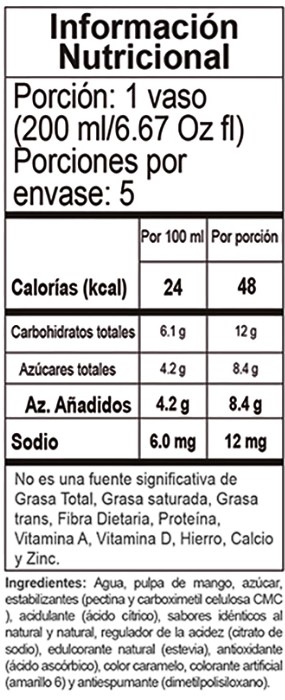 Información
Nutricional
Porción: 1 vaso
(200 ml/6.67 Oz fl)
Porciones por
envase: 5
Por 100 ml Por porción
Calorías (kcal) 24 48
Carbohidratos totales 6.1 g 12 g
Azúcares totales 4.2 g 8.4 g
Az. Añadidos 4.2 g 8.4 g
Sodio 6.0 mg 12 mg
No es una fuente significativa de
Grasa Total, Grasa saturada, Grasa
trans, Fibra Dietaria, Proteína,
Vitamina A, Vitamina D, Hierro, Calcio
y Zinc.
Ingredientes: Agua, pulpa de mango, azúcar,
estabilizantes (pectina y carboximetil celulosa CMC
), acidulante (ácido cítrico), sabores idénticos al
natural y natural, regulador de la acidez (citrato de
sodio), edulcorante natural (estevia), antioxidante
(ácido ascórbico), color caramelo, colorante artificial
(amarillo 6) y antiespumante (dimetilpolisiloxano).